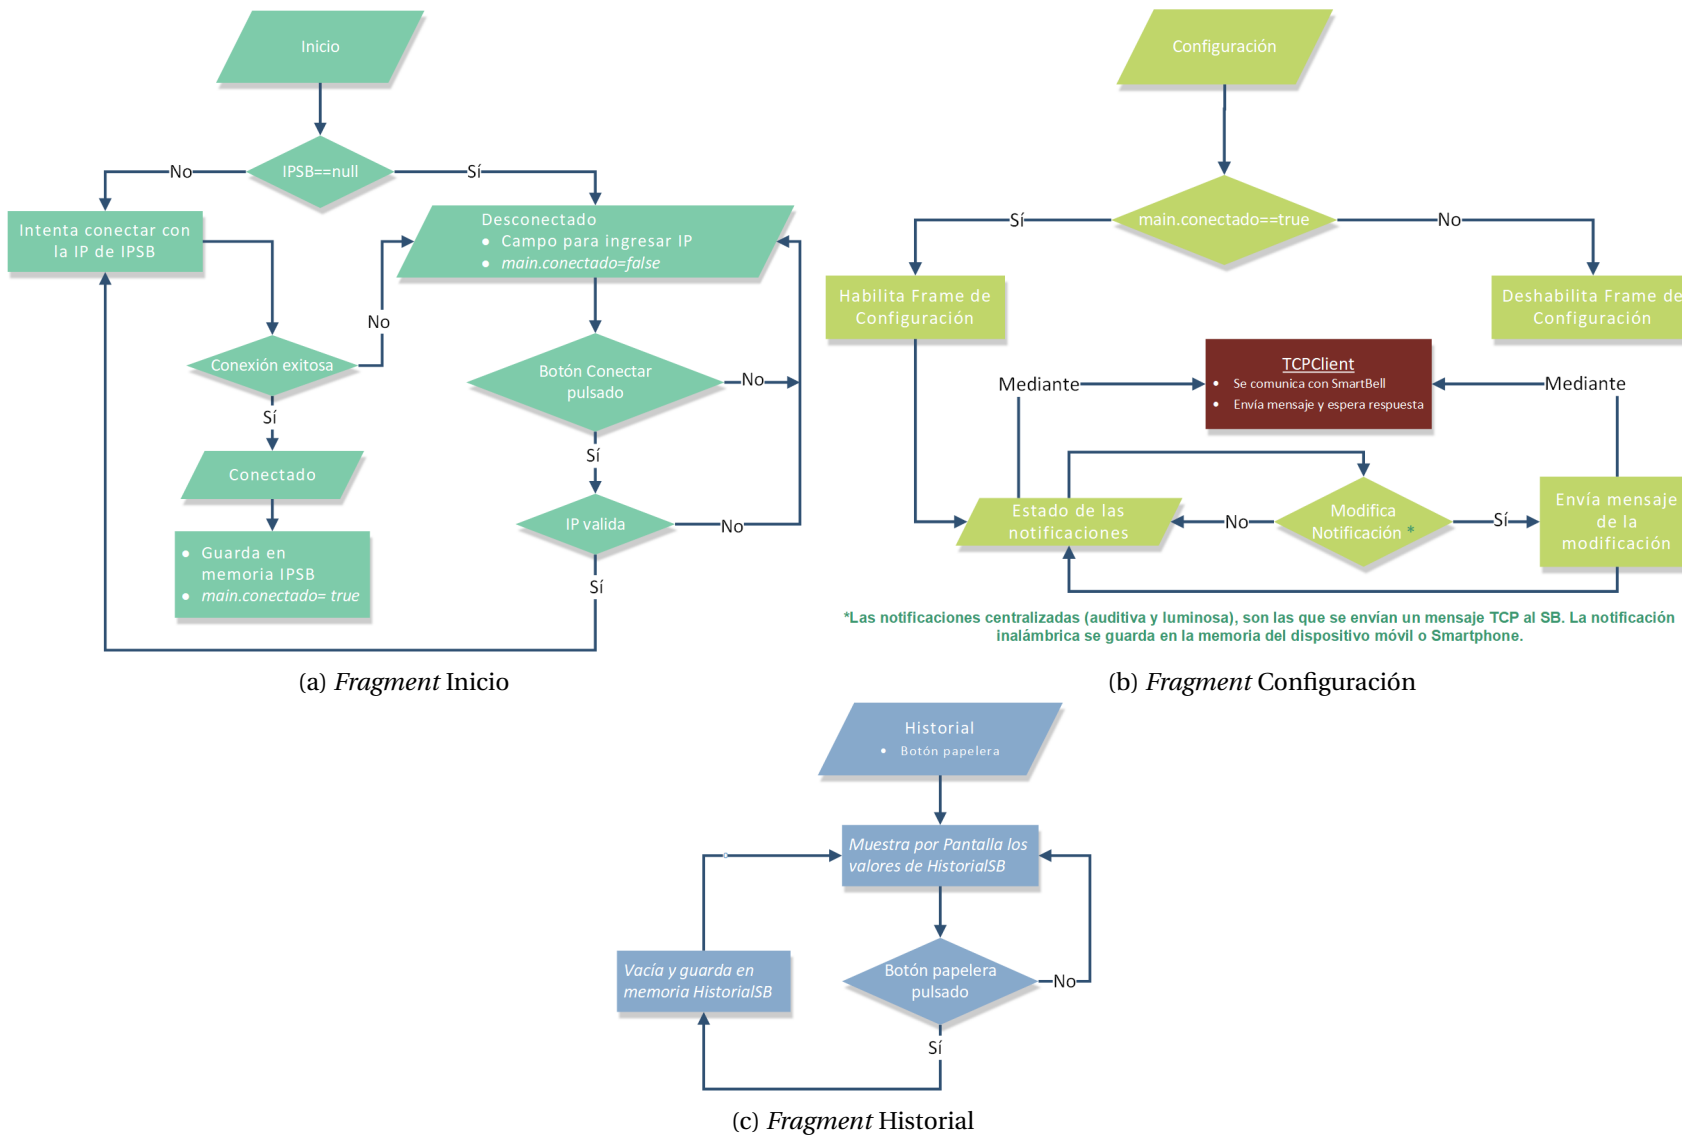 Inicio
IPSB==null
No
Sí
Intenta conectar con
la IP de IPSB
Desconectado
• Campo para ingresar IP
• main.conectado=false
No
Conexión exitosa
Botón Conectar
pulsado
No
Sí
Sí
Conectado
IP valida
No
• Guarda en
memoria IPSB
• main.conectado= true
Sí
(a) Fragment Inicio
Configuración
main.conectado==true
Sí
No
Habilita Frame de
Configuración
Deshabilita Frame de
Configuración
TCPClient
• Se comunica con SmartBell
• Envía mensaje y espera respuesta
Mediante
Mediante
Estado de las
notificaciones
No
Modifica
Notificación *
Sí
Envía mensaje
de la
modificación
*Las notificaciones centralizadas (auditiva y luminosa), son las que se envían un mensaje TCP al SB. La notificación
inalámbrica se guarda en la memoria del dispositivo móvil o Smartphone.
(b) Fragment Configuración
Historial
• Botón papelera
Muestra por Pantalla los
valores de HistorialSB
Vacía y guarda en
memoria HistorialSB
Botón papelera
pulsado
No
Sí
(c) Fragment Historial